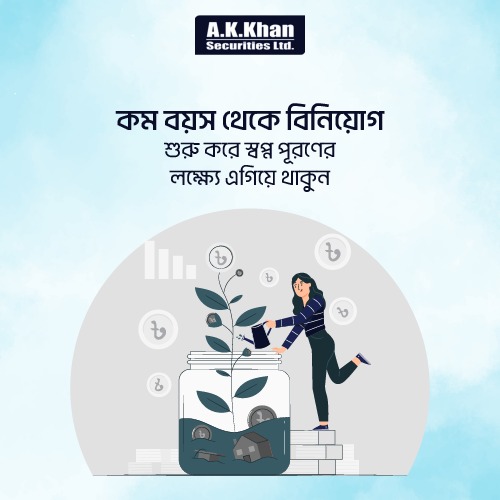 A.K.Khan
Securities Ltd.
কম বয়স থেকে বিনিয়োগ
শুরু করে স্বপ্ন পূরণের
লক্ষ্যে এগিয়ে থাকুন
৳
৳
৳
৳
৳
৳
৳
৳